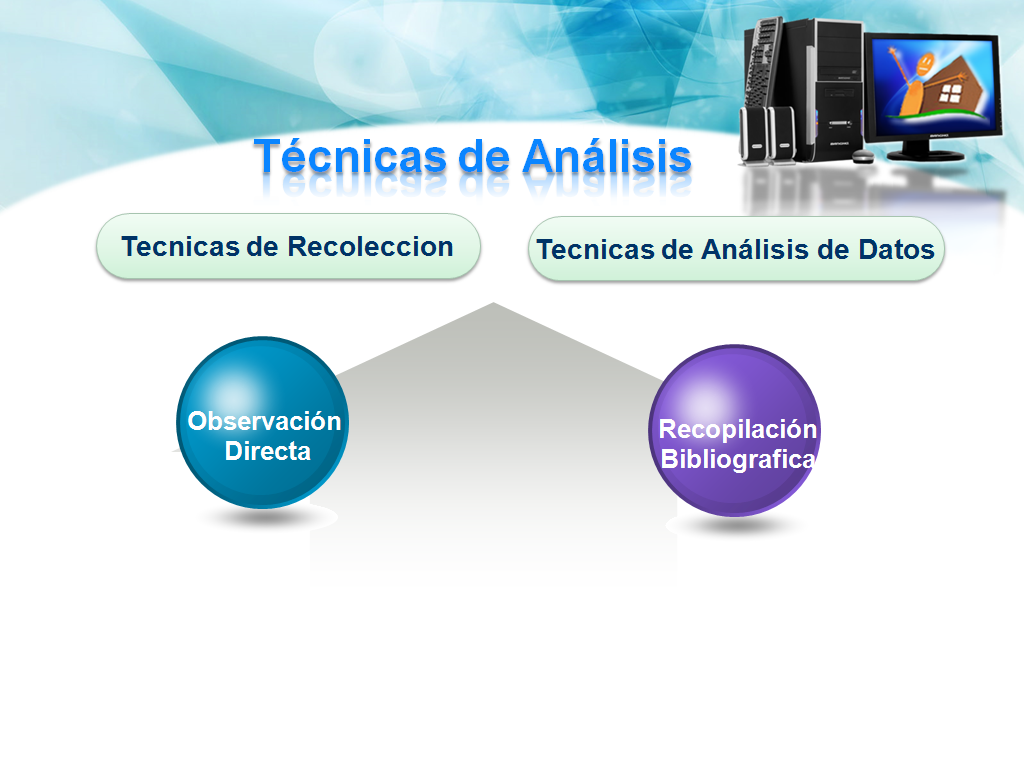 Técnicas de Análisis
Tecnicas de Recoleccion
Tecnicas de Análisis de Datos
Observación
Directa
Recopilación
Bibliografica